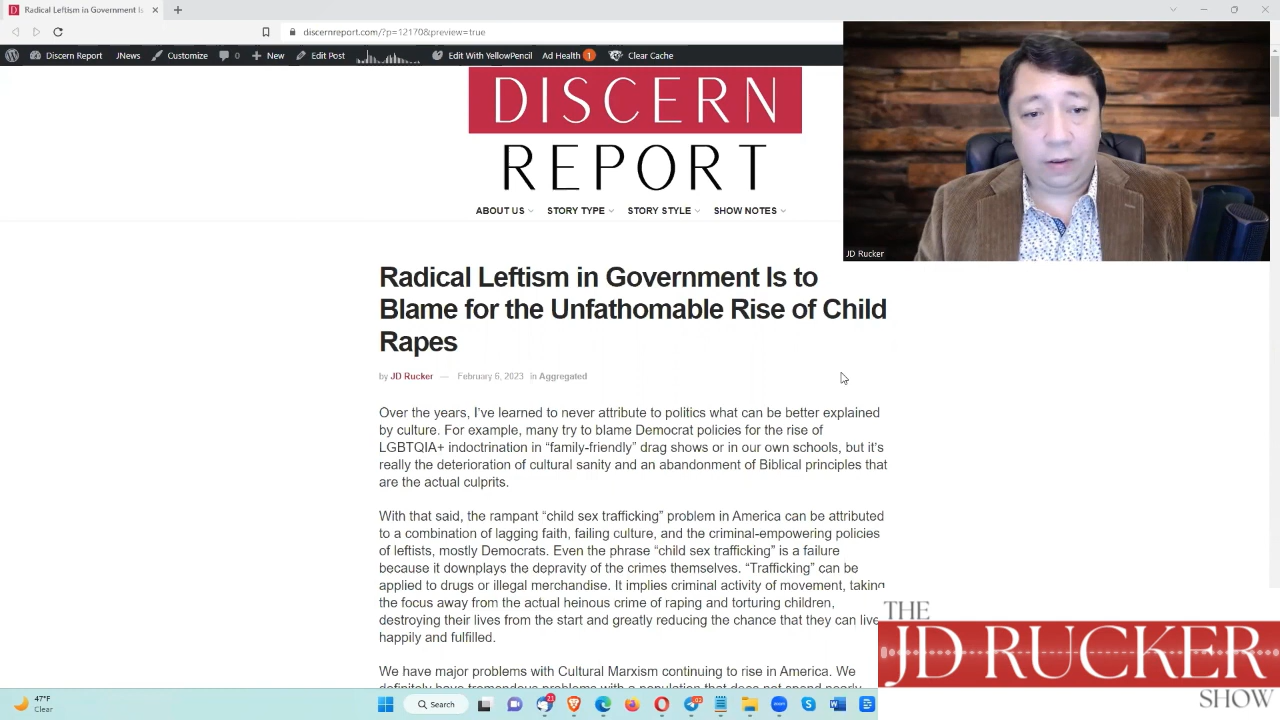 Radical Leftism in Government Is
discernreport.com/?p=12170&preview=true
Discern Report JNews Customize 0 New Edit Post Edit With YellowPencil Ad Health 1 Clear Cache
DISCERN
REPORT
ABOUT US STORY TYPE STORY STYLE SHOW NOTES
JD Rucker
Radical Leftism in Government Is to
Blame for the Unfathomable Rise of Child
Rapes
by JD Rucker — February 6, 2023 in Aggregated
Over the years, I've learned to never attribute to politics what can be better explained
by culture. For example, many try to blame Democrat policies for the rise of
LGBTQIA+ indoctrination in “family-friendly” drag shows or in our own schools, but it's
really the deterioration of cultural sanity and an abandonment of Biblical principles that
are the actual culprits.
With that said, the rampant “child sex trafficking” problem in America can be attributed
to a combination of lagging faith, failing culture, and the criminal-empowering policies
of leftists, mostly Democrats. Even the phrase “child sex trafficking” is a failure
because it downplays the depravity of the crimes themselves. “Trafficking” can be
applied to drugs or illegal merchandise. It implies criminal activity of movement, taking
the focus away from the actual heinous crime of raping and torturing children,
destroying their lives from the start and greatly reducing the chance that they can live
happily and fulfilled.
We have major problems with Cultural Marxism continuing to rise in America. We
definitely have tremendous problems with a population that does not spend nearly
THE
JD RUCKER
SHOW
47°F
Clear
Search
21